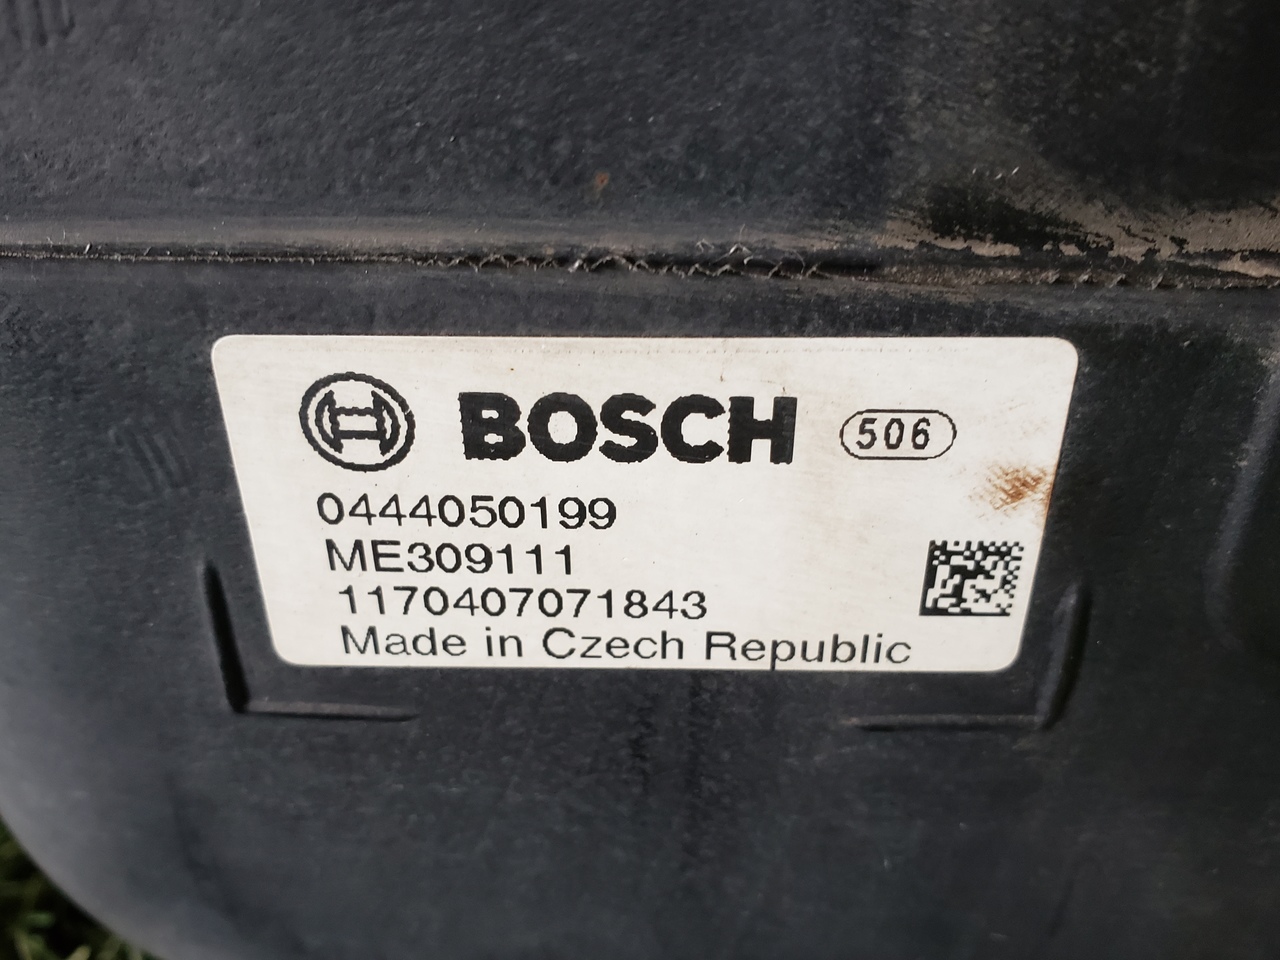 BOSCH 506
0444050199
ME309111
1170407071843
Made in Czech Republic